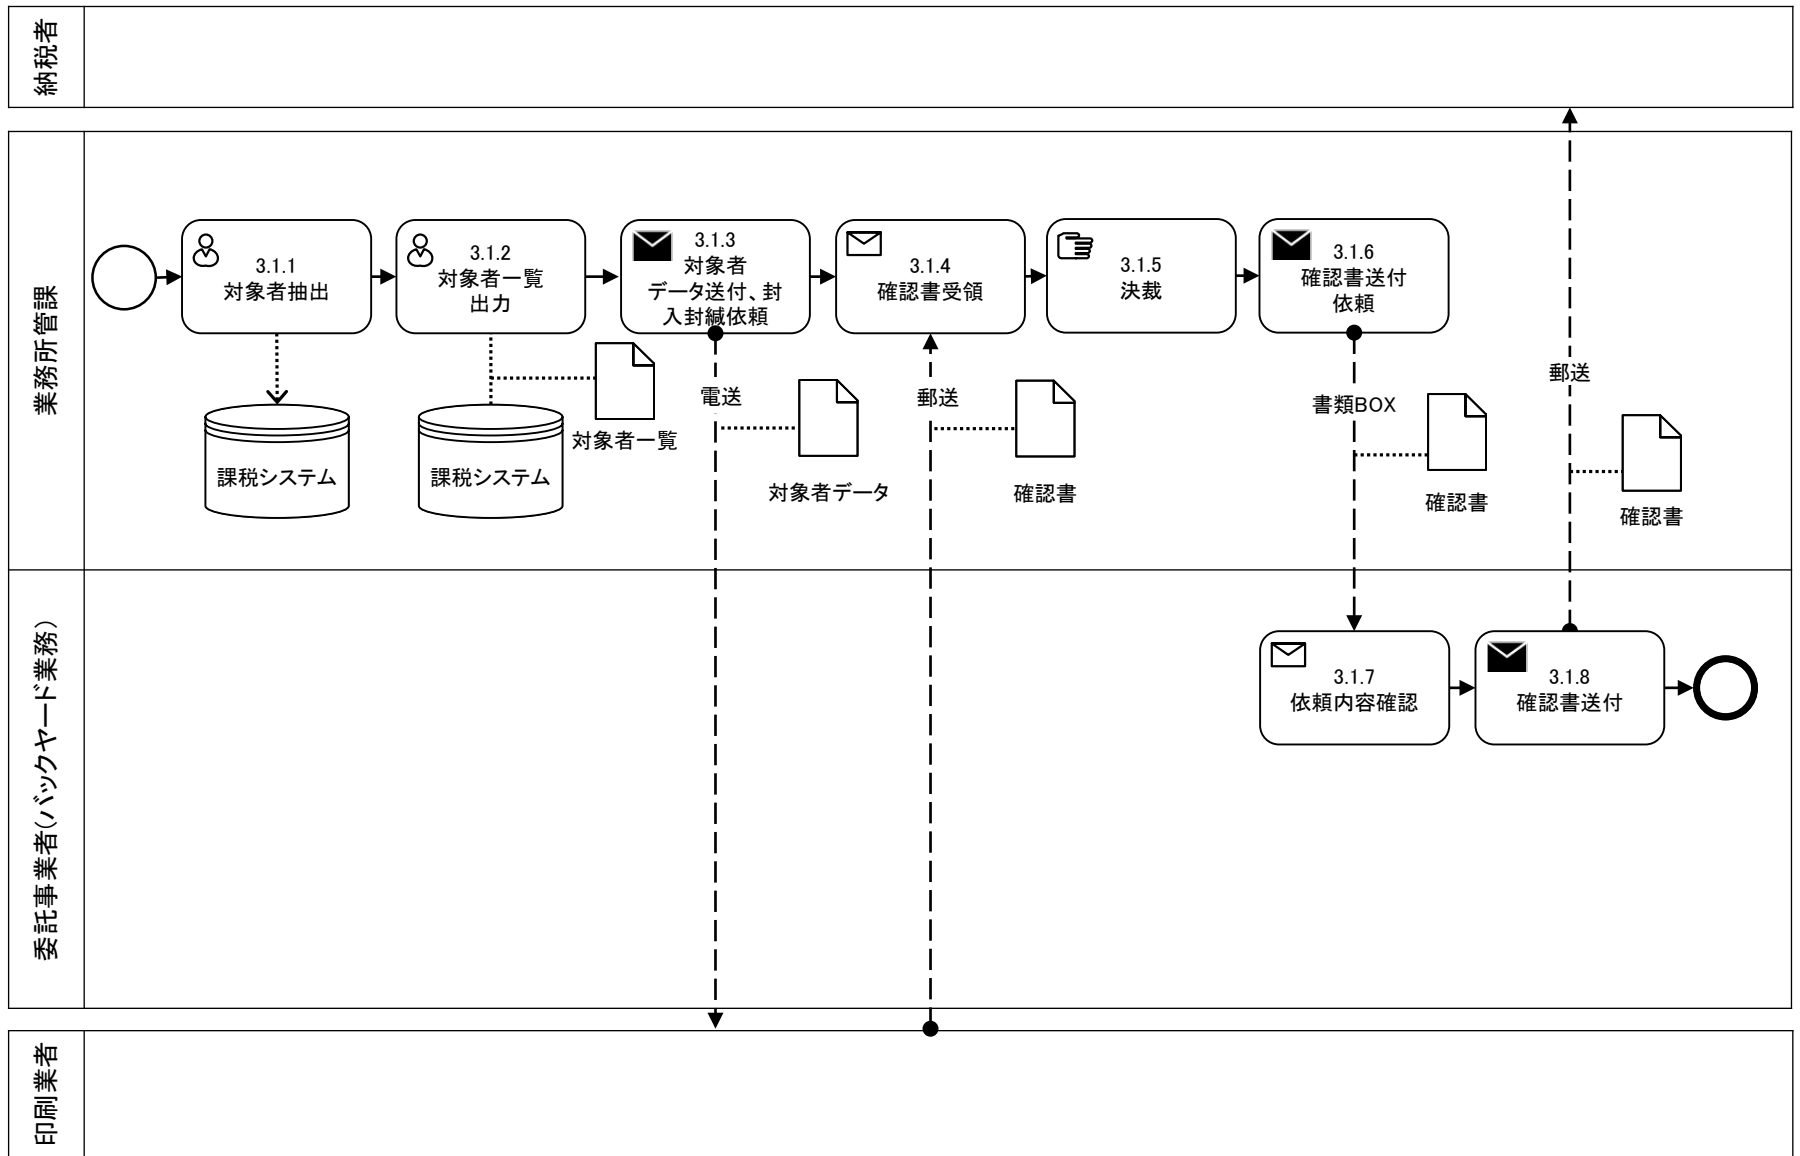 納税者
業務所管課
3.1.1
対象者抽出
3.1.2
対象者一覧
出力
3.1.3
対象者
データ送付、封
入封緘依頼
3.1.4
確認書受領
3.1.5
決裁
3.1.6
確認書送付
依頼
課税システム
課税システム
対象者一覧
電送
対象者データ
郵送
確認書
書類BOX
確認書
郵送
確認書
委託事業者(バックヤード業務)
3.1.7
依頼内容確認
3.1.8
確認書送付
印刷業者